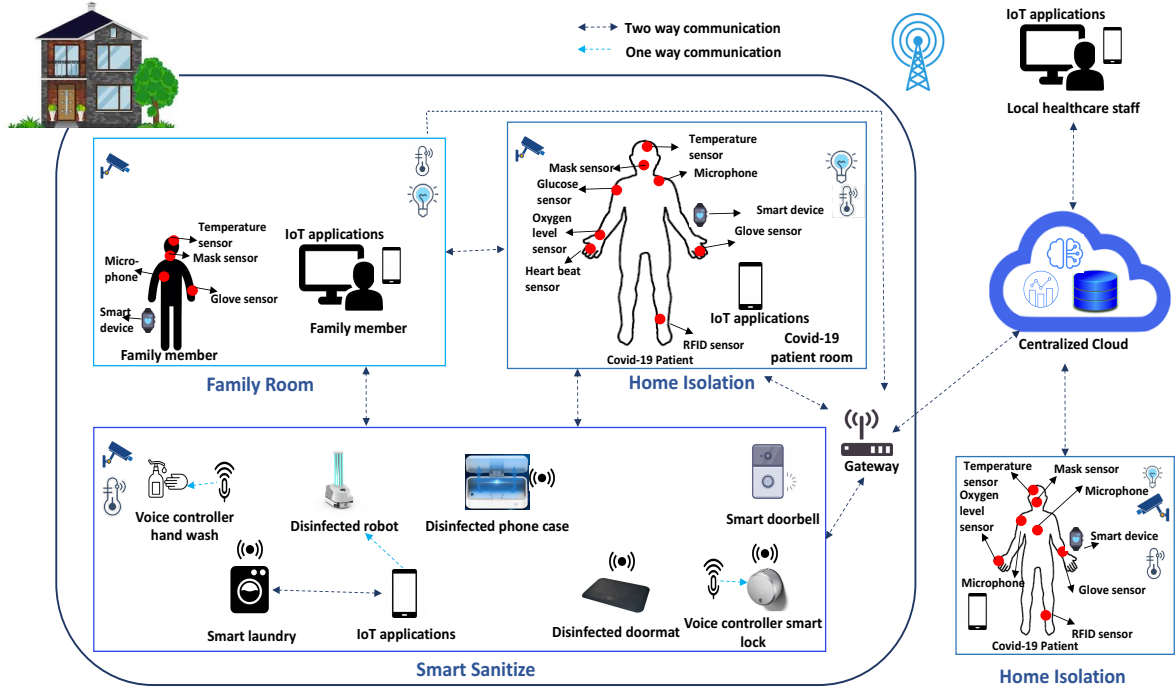 Two way communication
One way communication
IoT applications
Local healthcare staff
Temperature
sensor
Mask sensor
Microphone
Glucose
sensor
Oxygen
level
sensor
Smart device
Glove sensor
Heart beat
sensor
IoT applications
RFID sensor
Covid-19 Patient
Covid-19
patient room
Home Isolation
Temperature
sensor
Mask sensor
Micro-
phone
Glove sensor
Smart
device
Family member
IoT applications
Family member
Family Room
Centralized Cloud
Gateway
Voice controller
hand wash
Disinfected robot
Disinfected phone case
Smart doorbell
Smart laundry
IoT applications
Disinfected doormat
Voice controller smart
lock
Smart Sanitize
Temperature
sensor
Mask sensor
Oxygen
level
sensor
Microphone
Smart device
Microphone
Glove sensor
RFID sensor
Covid-19 Patient
Home Isolation